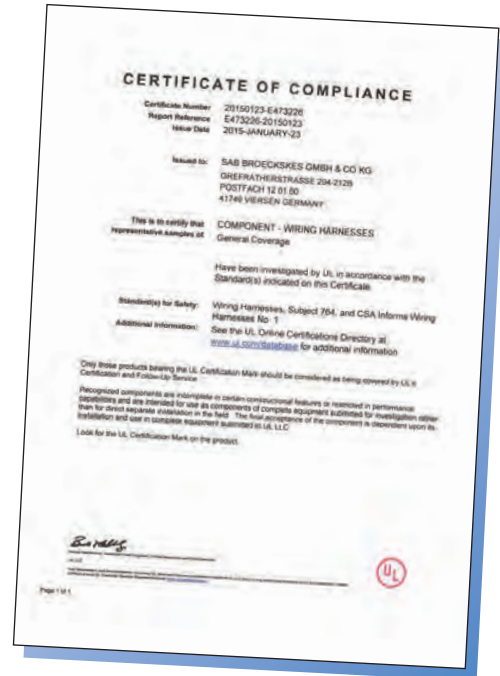 CERTIFICATE OF COMPLIANCE
Certificate Number 20150123-E473226
Report Reference E473226-20150123
Issue Date 2015-JANUARY-23
Issued to: SAB BROECKSKES GMBH & CO KG
GREFRATHERSTRASSE 204-212B
POSTFACH 12 01 60
41749 VIERSEN GERMANY
This is to certify that COMPONENT - WIRING HARNESSES
representative samples of General Coverage
Have been investigated by UL in accordance with the
Standard(s) indicated on this Certificate.
Standard(s) for Safety: Wiring Harnesses, Subject 764, and CSA Informs Wiring
Harnesses No. 1
Additional Information: See the UL Online Certifications Directory at
www.ul.com/database for additional information
Only those products bearing the UL Certification Mark should be considered as being covered by UL's
Certification and Follow-Up Service.
Recognized components are incomplete in certain constructional features or restricted in performance
capabilities and are intended for use as components of complete equipment submitted for investigation rather
than for direct separate installation in the field. The final acceptance of the component is dependent upon its
installation and use in complete equipment submitted to UL LLC.
Look for the UL Certification Mark on the product.
UL
Page 1 of 1